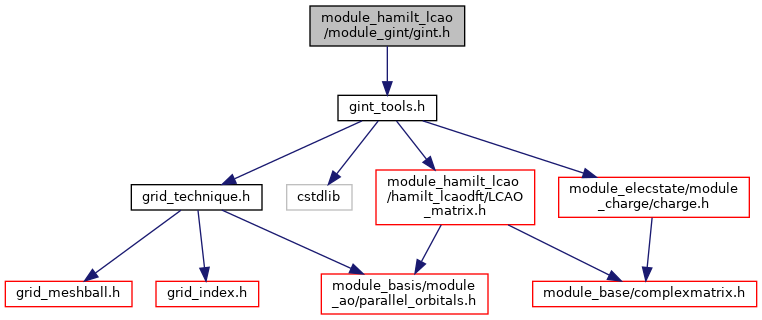 module_hamilt_lcao
/module_gint/gint.h
gint_tools.h
grid_technique.h
cstdlib
module_hamilt_lcao
/hamilt_lcaodft/LCAO
_matrix.h
module_elecstate/module
_charge/charge.h
grid_meshball.h
grid_index.h
module_basis/module
_ao/parallel_orbitals.h
module_base/complexmatrix.h